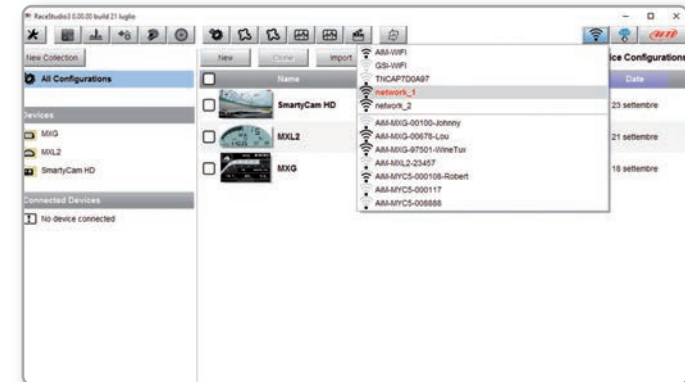 RaceStudio3 0.00.00 build 21 luglio
New Collection
New
Clone
Import
ice Configurations
All Configurations
Name
Date
SmartyCam HD
23 settembre
MXL2
21 settembre
MXG
18 settembre
Devices
MXG
MXL2
SmartyCam HD
Connected Devices
No device connected
AiM-WIFI
GSI-WIFI
TNCAP7D0A97
network_1
network_2
AiM-MXG-00100-Johnny
AiM-MXG-00678-Lou
AiM-MXG-97501-WineTux
AiM-MXL2-23457
AiM-MYC5-000106-Robert
AiM-MYC5-000117
AiM-MYC5-008888